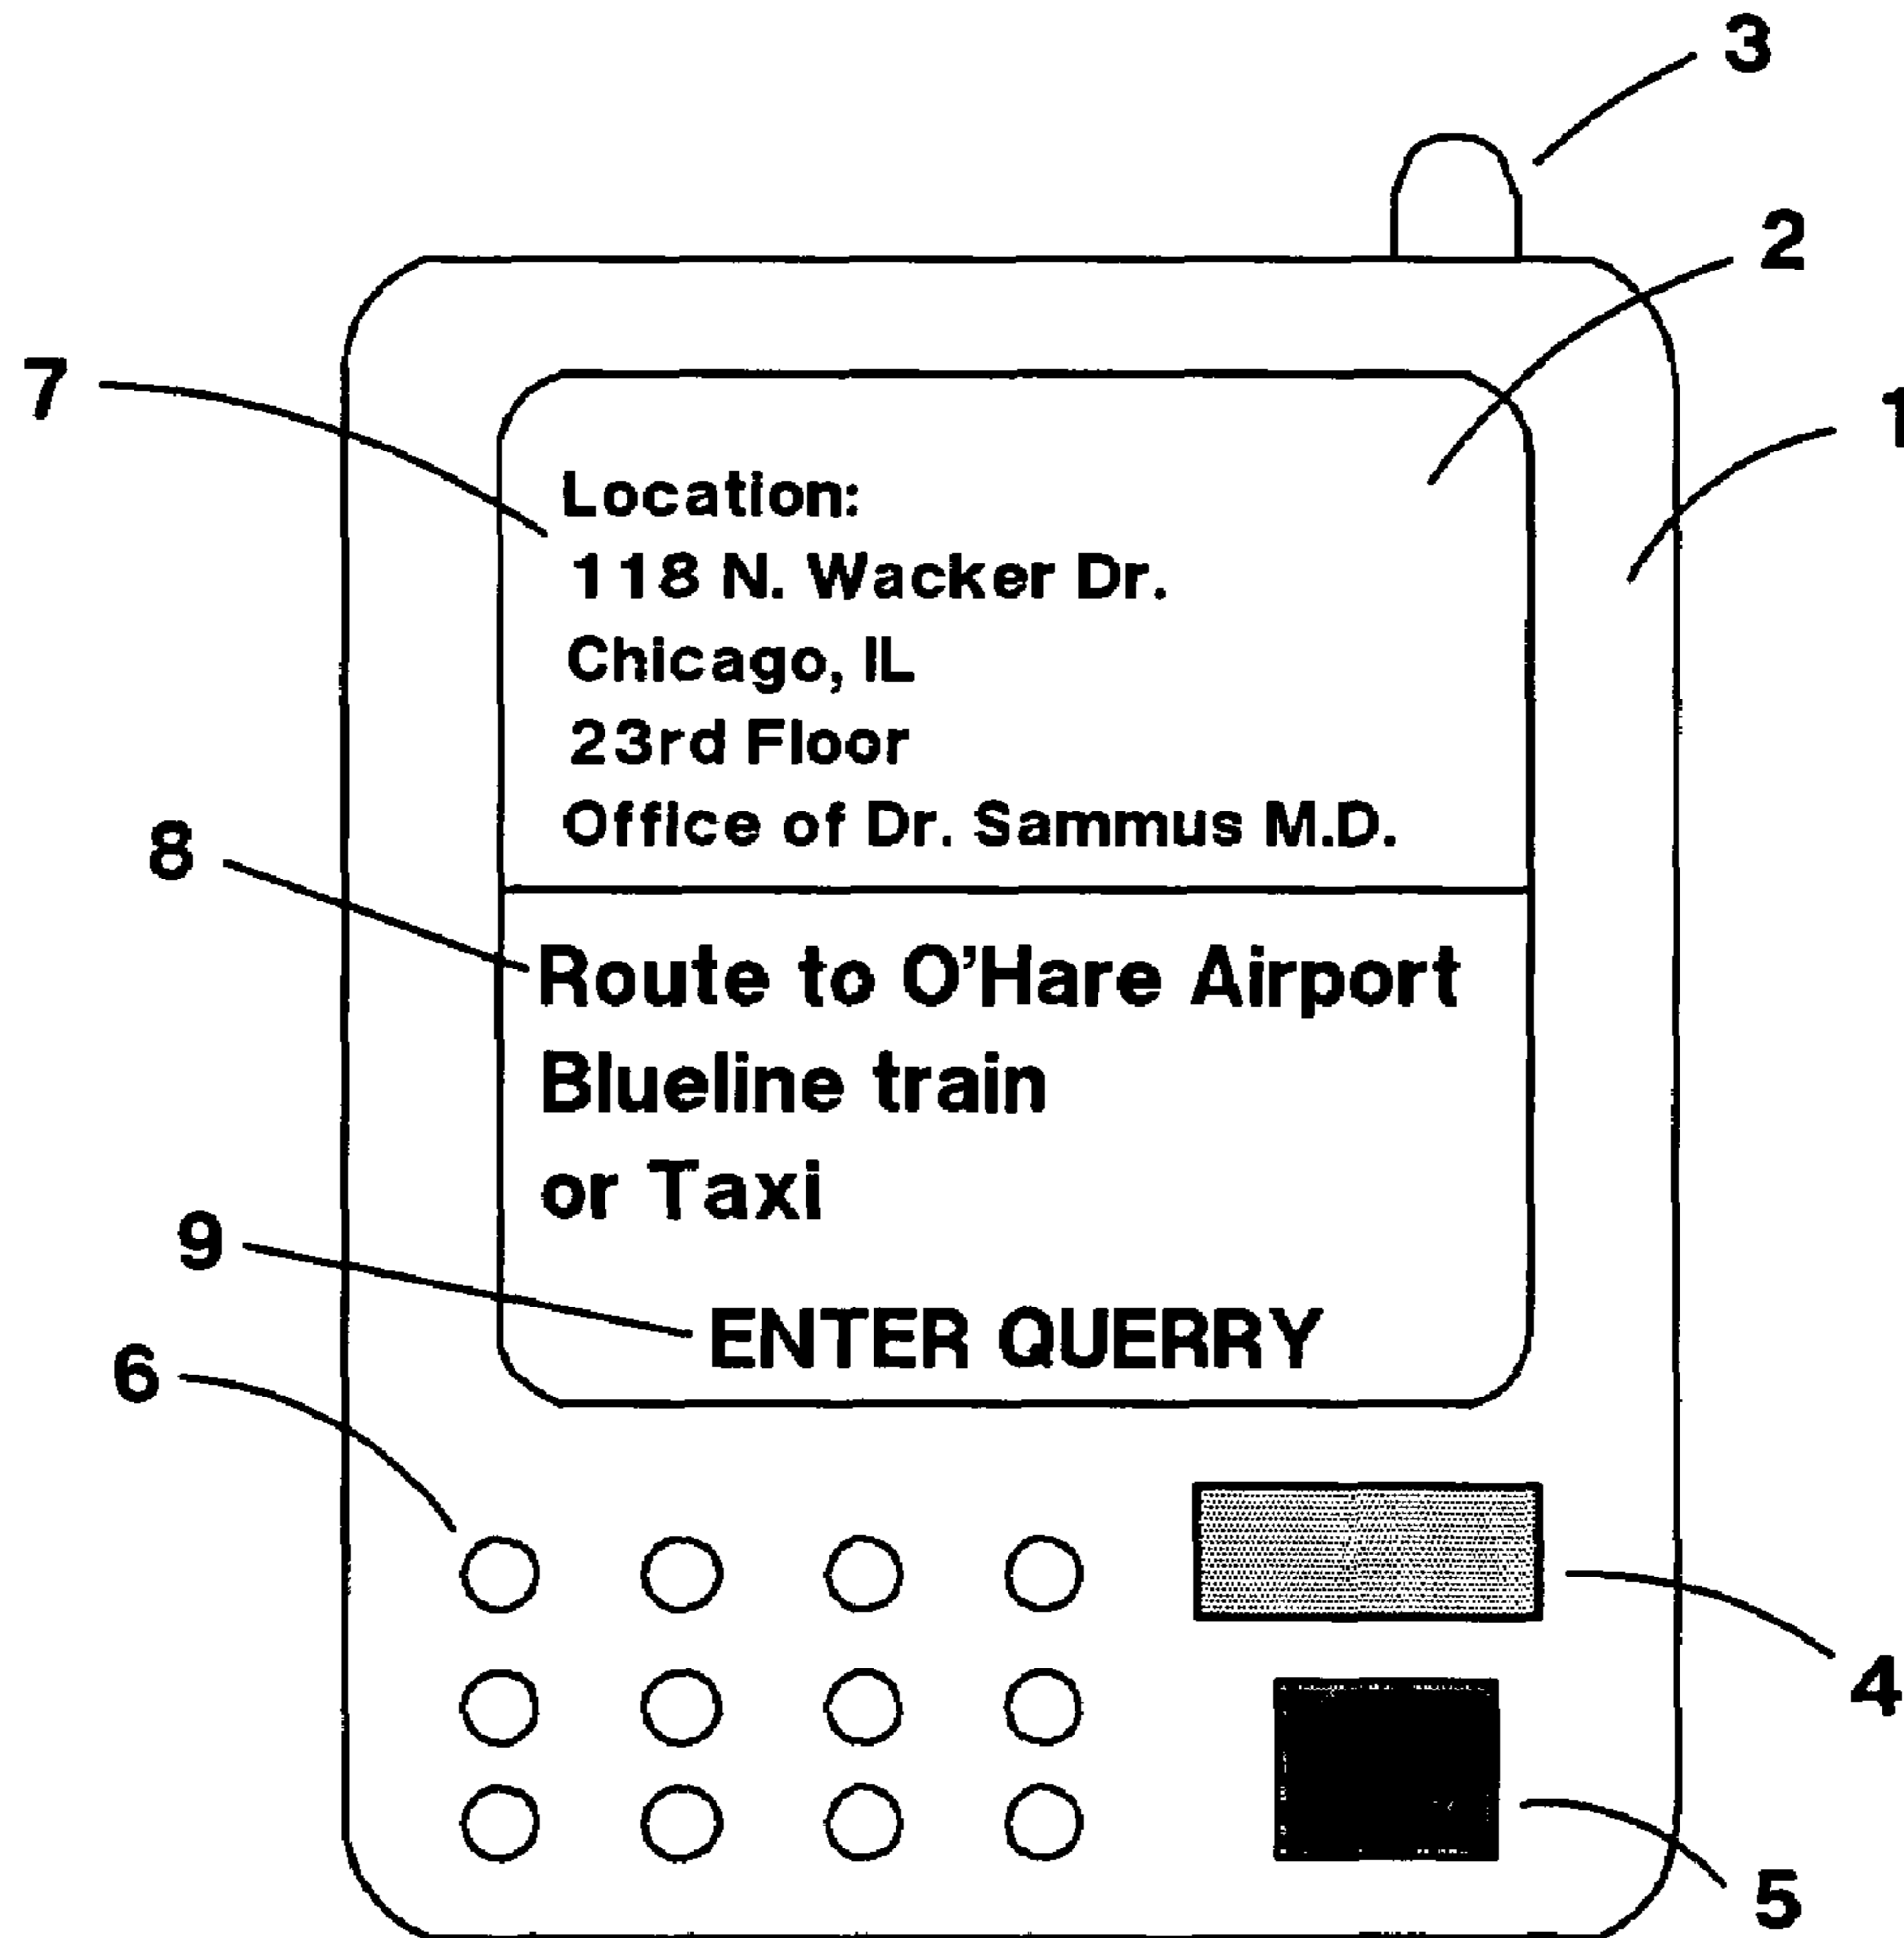 3
2
7
1
Location:
118 N. Wacker Dr.
Chicago, IL
23rd Floor
Office of Dr. Sammus M.D.
8
Route to O'Hare Airport
Blueline train
or Taxi
9
ENTER QUERRY
6
4
5